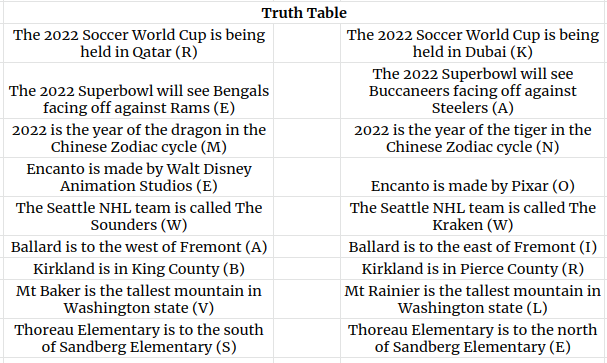 Truth Table
The 2022 Soccer World Cup is being
held in Qatar (R)
The 2022 Soccer World Cup is being
held in Dubai (K)
The 2022 Superbowl will see Bengals
facing off against Rams (E)
The 2022 Superbowl will see
Buccaneers facing off against
Steelers (A)
2022 is the year of the dragon in the
Chinese Zodiac cycle (M)
2022 is the year of the tiger in the
Chinese Zodiac cycle (N)
Encanto is made by Walt Disney
Animation Studios (E)
Encanto is made by Pixar (O)
The Seattle NHL team is called The
Sounders (W)
The Seattle NHL team is called The
Kraken (W)
Ballard is to the west of Fremont (A)
Ballard is to the east of Fremont (I)
Kirkland is in King County (B)
Kirkland is in Pierce County (R)
Mt Baker is the tallest mountain in
Washington state (V)
Mt Rainier is the tallest mountain in
Washington state (L)
Thoreau Elementary is to the south
of Sandberg Elementary (S)
Thoreau Elementary is to the north
of Sandberg Elementary (E)